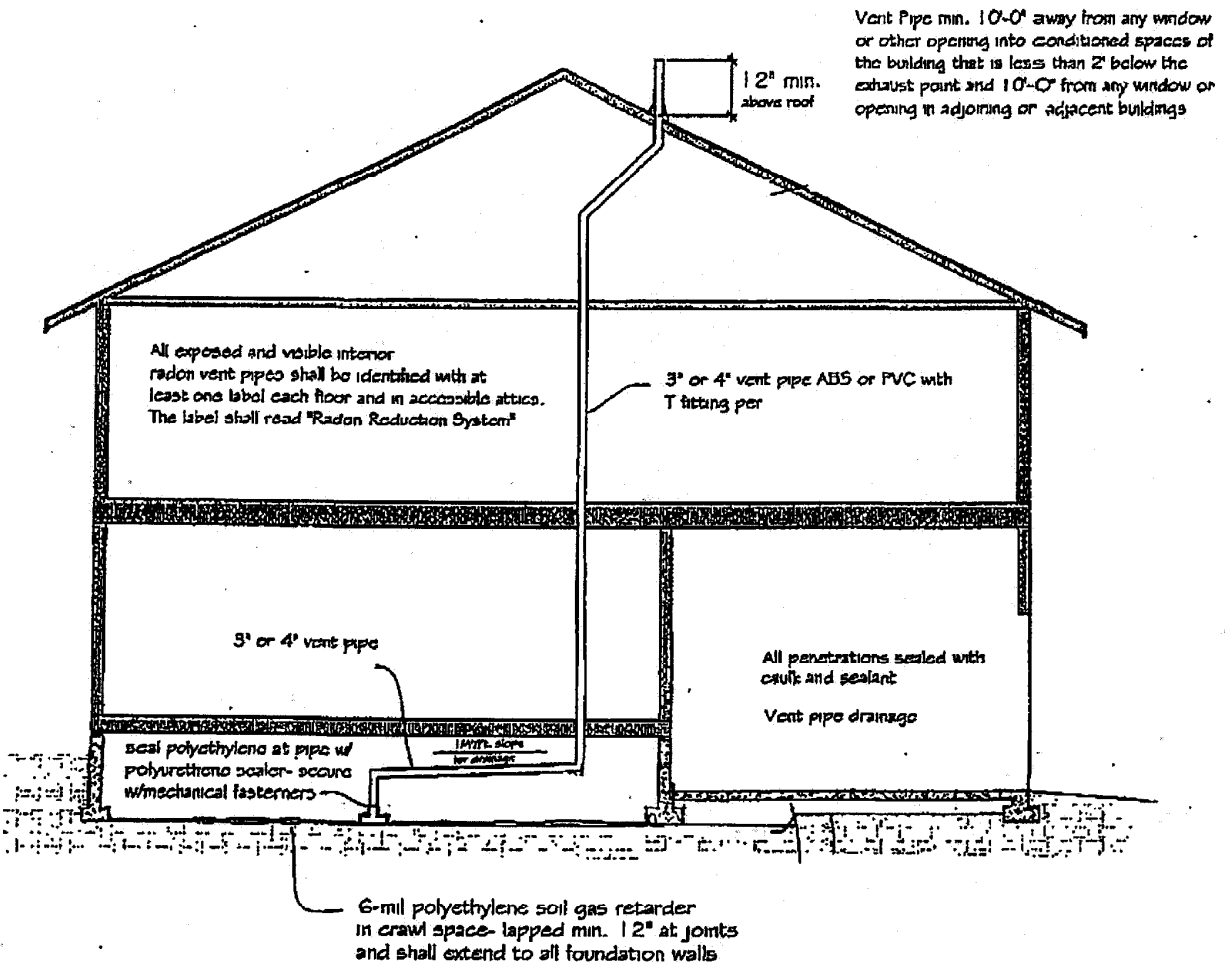 Vent Pipe min. 10'-0" away from any window
or other opening into conditioned spaces of
the building that is less than 2' below the
exhaust point and 10'-0" from any window or
opening in adjoining or adjacent buildings
12" min.
above roof
All exposed and visible interior
radon vent pipes shall be identified with at
least one label each floor and in accessible attics.
The label shall read "Radon Reduction System"
3" or 4" vent pipe ABS or PVC with
T fitting per
3" or 4" vent pipe
All penetrations sealed with
caulk and sealant
Vent pipe drainage
seal polyethylene at pipe w/
polyurethene sealer- secure
w/mechanical fasterners
slope
for drainage
6-mil polyethylene soil gas retarder
in crawl space- lapped min. 12" at joints
and shall extend to all foundation walls